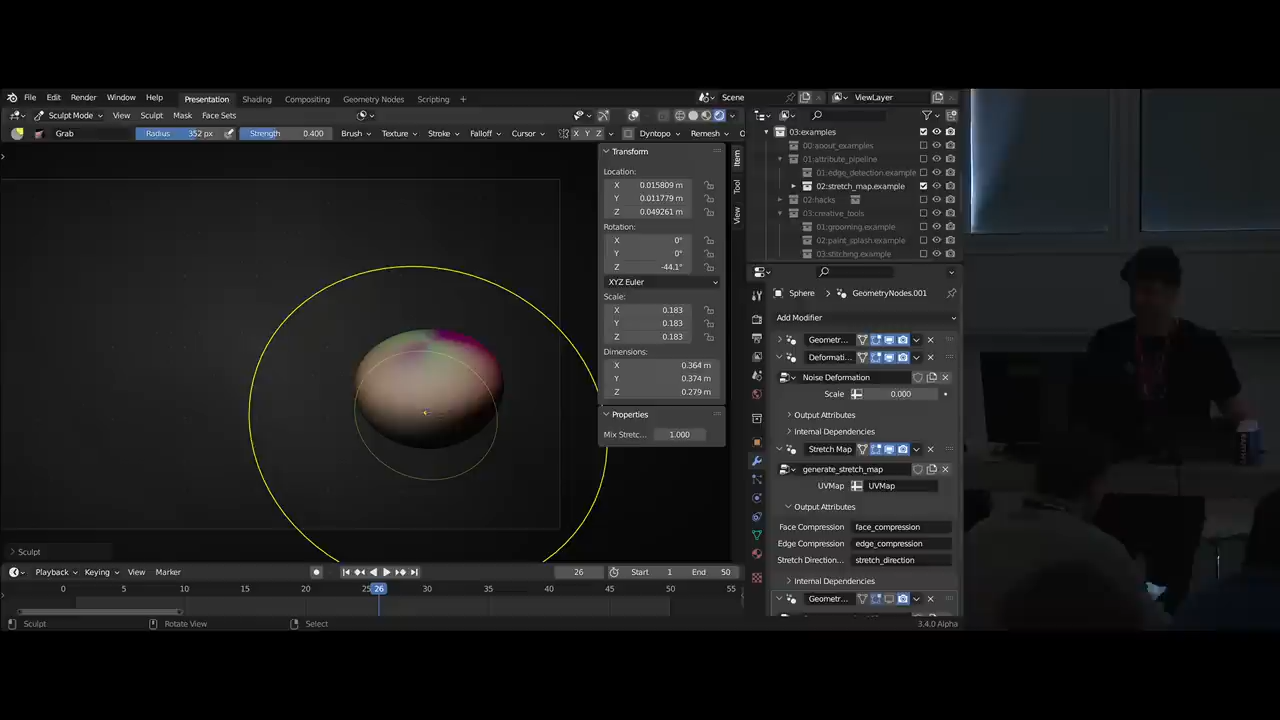 File Edit Render Window Help Presentation Shading Compositing Geometry Nodes Scripting + Scene ViewLayer
Sculpt Mode View Sculpt Mask Face Sets
Grab Radius 352 px Strength 0.400 Brush Texture Stroke Falloff Cursor X Y Z Dyntopo Remesh
03:examples
00:about_examples
01:attribute_pipeline
01:edge_detection.example
02:stretch_map.example
02:hacks
03:creative_tools
01:grooming.example
02:paint_splash.example
03:stitching.example
Transform
Location:
X 0.015809 m
Y 0.011779 m
Z 0.049261 m
Rotation:
X 0°
Y 0°
Z -44.1°
XYZ Euler
Scale:
X 0.183
Y 0.183
Z 0.183
Dimensions:
X 0.364 m
Y 0.374 m
Z 0.279 m
Properties
Mix Stretc... 1.000
Item
Tool
View
Sphere > GeometryNodes.001
Add Modifier
Geometr...
Deformati...
Noise Deformation
Scale 0.000
Output Attributes
Internal Dependencies
Stretch Map
generate_stretch_map
UVMap UVMap
Output Attributes
Face Compression face_compression
Edge Compression edge_compression
Stretch Direction... stretch_direction
Internal Dependencies
Geometr...
Sculpt
Playback Keying View Marker 26 Start 1 End 50
0 5 10 15 20 25 26 30 35 40 45 50 55
Sculpt Rotate View Select 3.4.0 Alpha